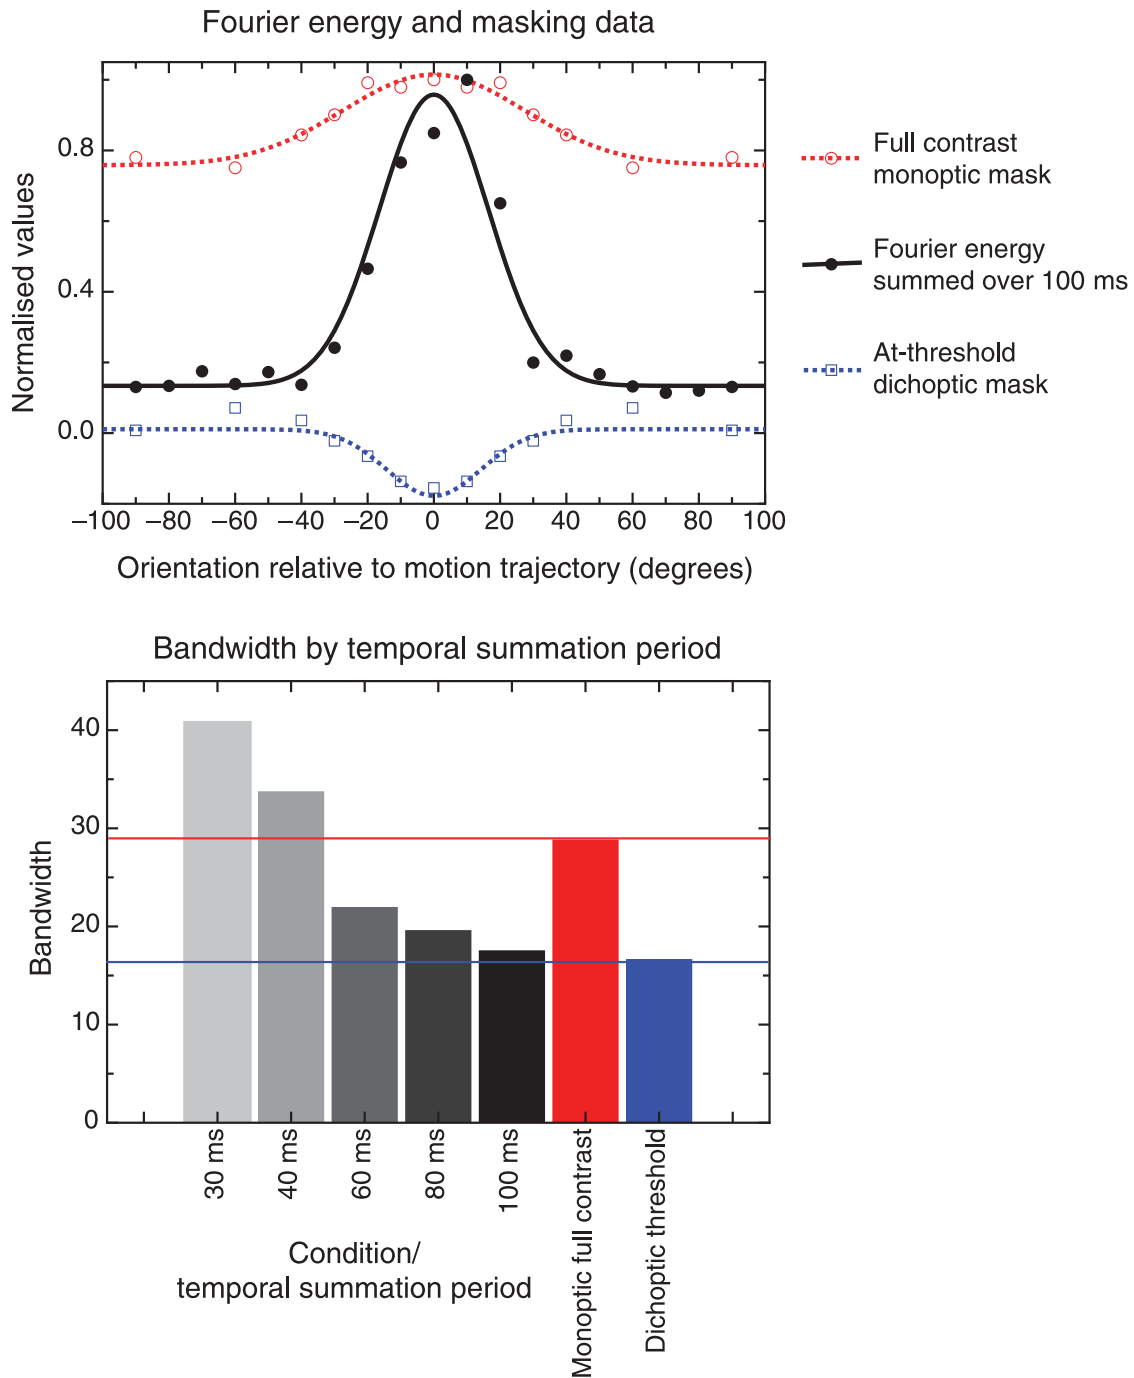 Fourier energy and masking data
Normalised values
0.8
0.4
0.0
−100 −80 −60 −40 −20 0 20 40 60 80 100
Orientation relative to motion trajectory (degrees)
Full contrast
monoptic mask
Fourier energy
summed over 100 ms
At-threshold
dichoptic mask
Bandwidth by temporal summation period
Bandwidth
40
30
20
10
0
30 ms
40 ms
60 ms
80 ms
100 ms
Monoptic full contrast
Dichoptic threshold
Condition/
temporal summation period